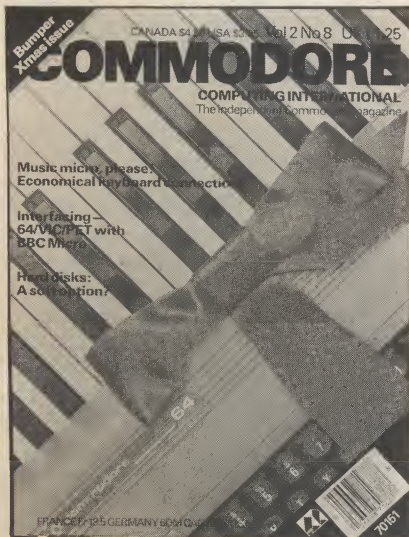 Bumper
Xmas issue
CANADA USA Vol 2 No 8
COMMODORE
COMPUTING INTERNATIONAL
The Independent Commodore magazine
Music micro, please:
Economical keyboard connection
Interfacing—
64/VIC/PET with
BBC Micro
Hard disks:
A soft option?
64
FRANCE GERMANY
70151